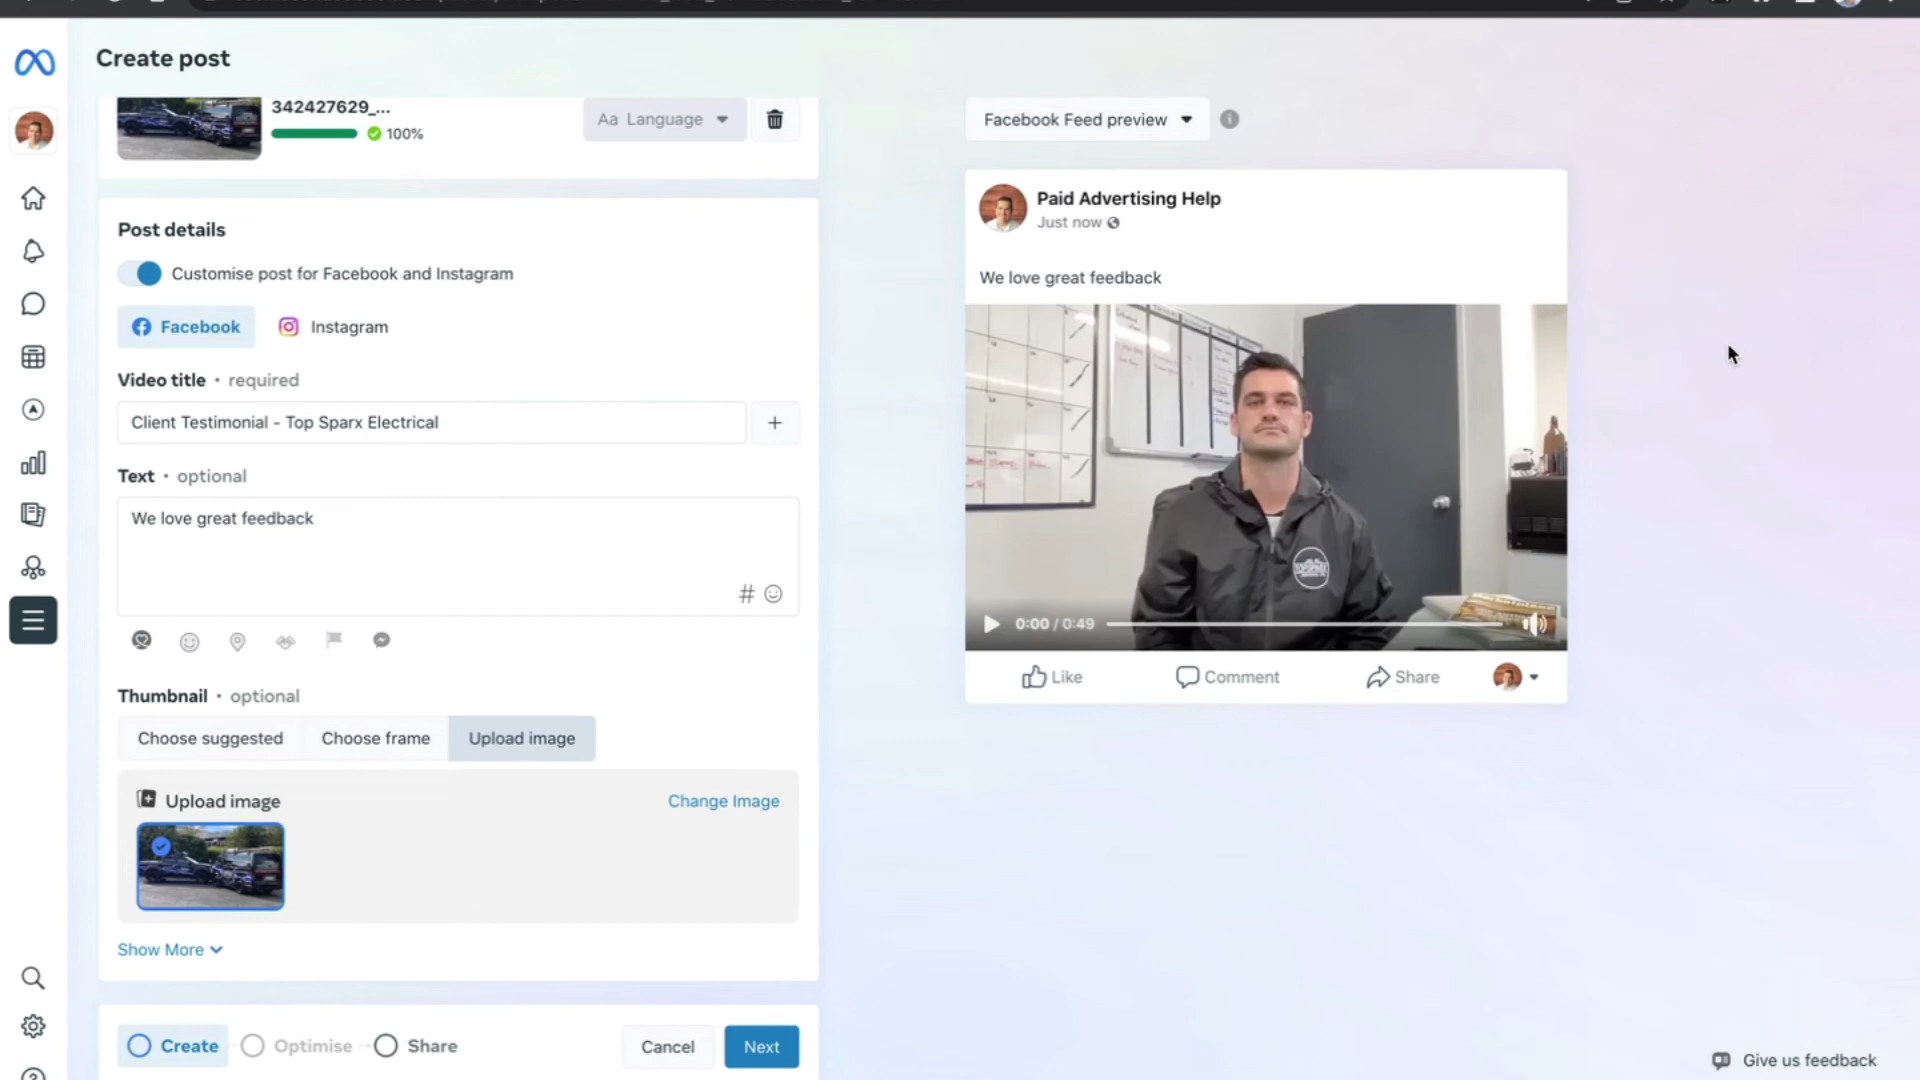 Create post
342427629_...
100%
Aa Language
Facebook Feed preview
Paid Advertising Help
Just now
We love great feedback
Post details
Customise post for Facebook and Instagram
Facebook
Instagram
Video title • required
Client Testimonial - Top Sparx Electrical
Text • optional
We love great feedback
#
0:00 / 0:49
Like
Comment
Share
Thumbnail • optional
Choose suggested
Choose frame
Upload image
Upload image
Change Image
Show More
Create
Optimise
Share
Cancel
Next
Give us feedback